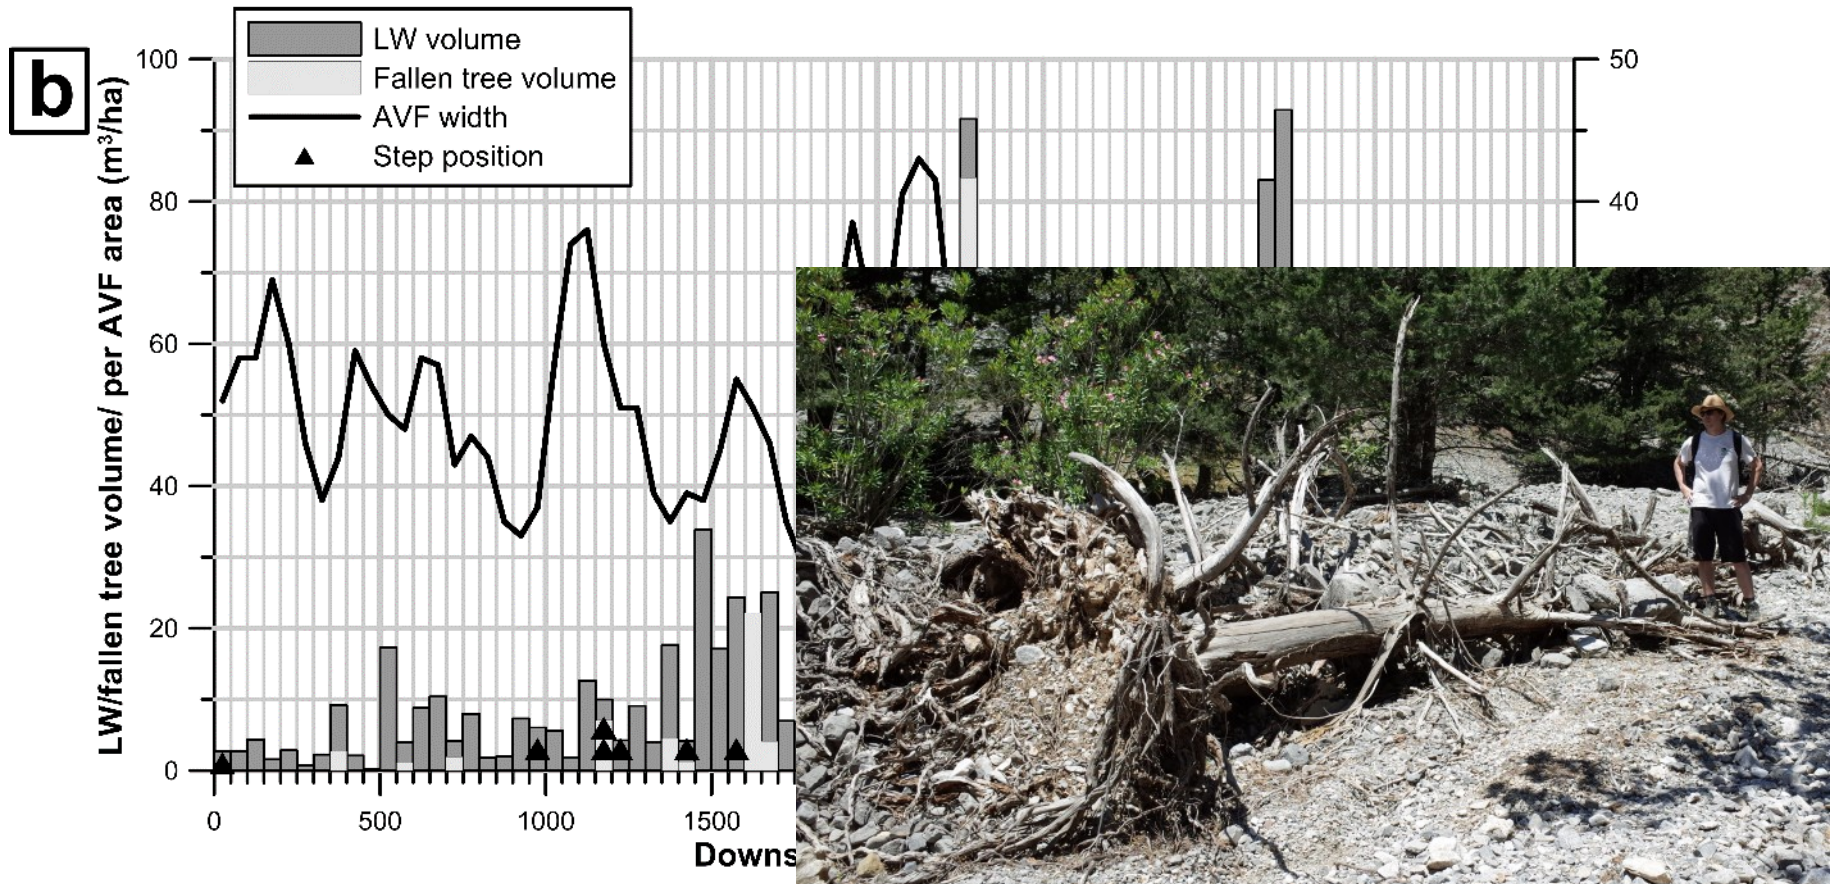 b
LW volume
Fallen tree volume
AVF width
Step position
LW/fallen tree volume/ per AVF area (m³/ha)
100
80
60
40
20
0
50
40
0
500
1000
1500
Downs